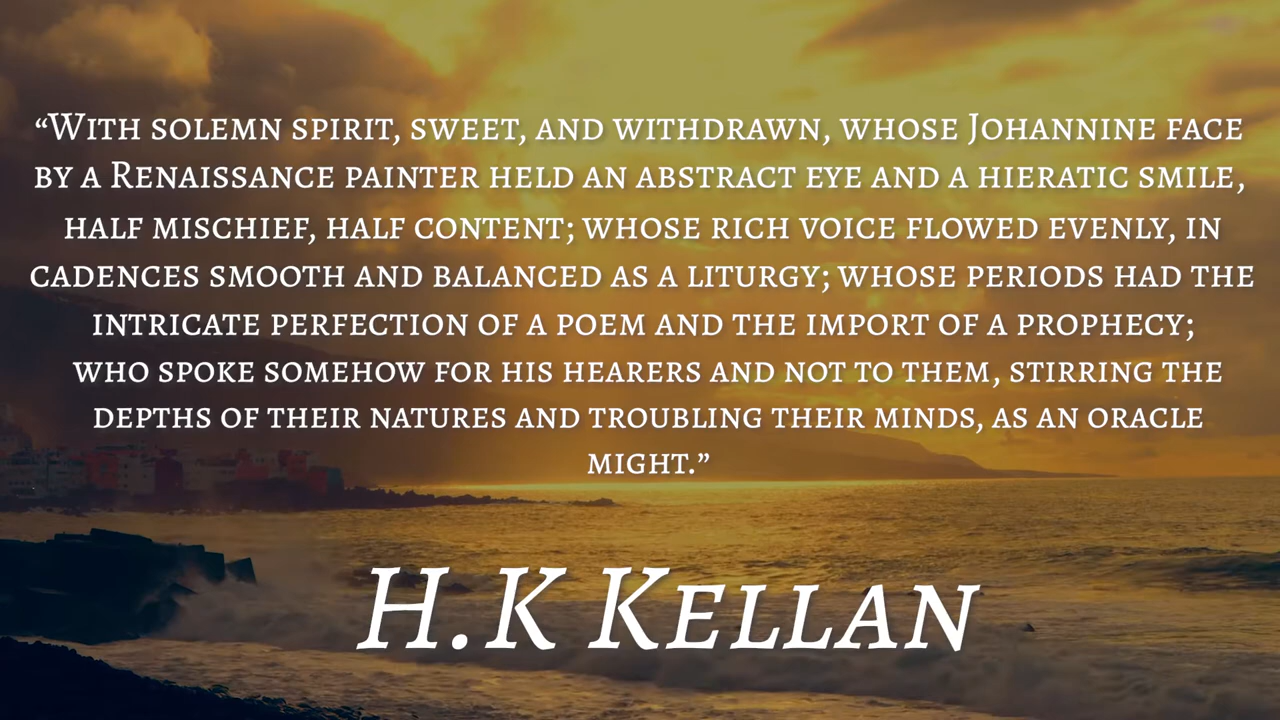 “With solemn spirit, sweet, and withdrawn, whose Johannine face
by a Renaissance painter held an abstract eye and a hieratic smile,
half mischief, half content; whose rich voice flowed evenly, in
cadences smooth and balanced as a liturgy; whose periods had the
intricate perfection of a poem and the import of a prophecy;
who spoke somehow for his hearers and not to them, stirring the
depths of their natures and troubling their minds, as an oracle
might.”
H.K Kellan